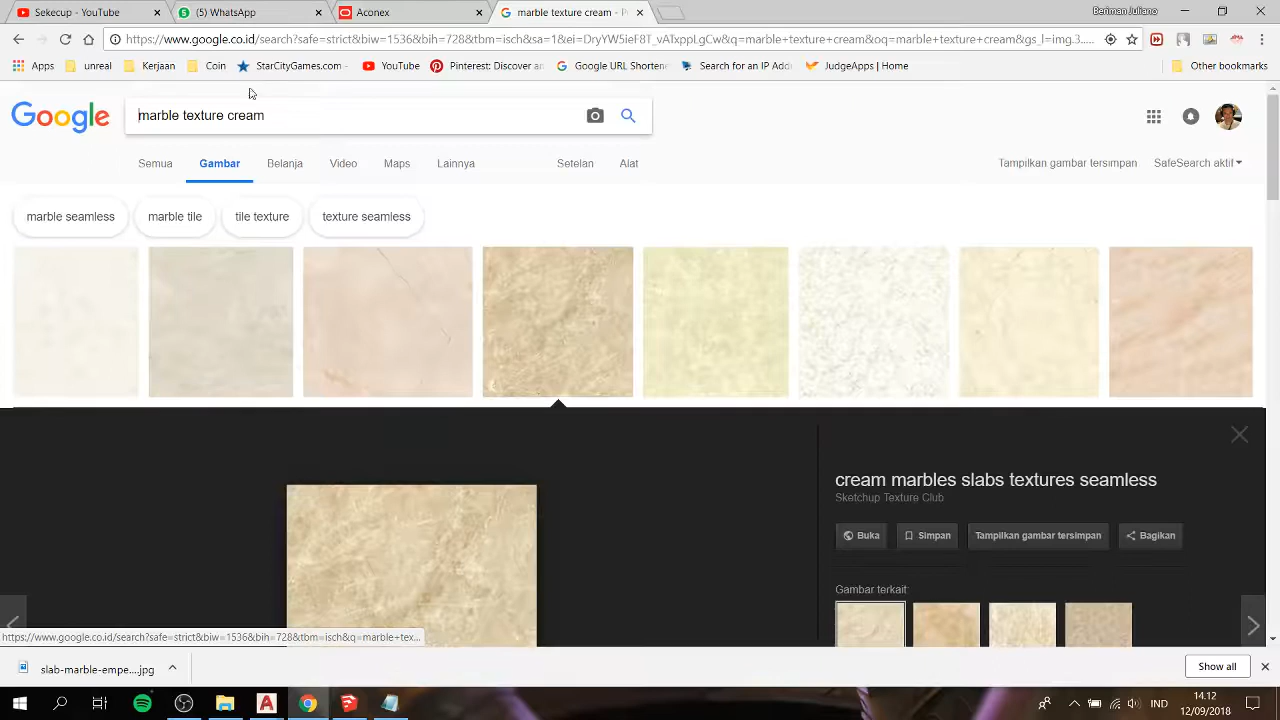 Sekecup - YouTube
(5) WhatsApp
Aconex
marble texture cream - Pe
Berliman Juliano
https://www.google.co.id/search?safe=strict&biw=1536&bih=728&tbm=isch&sa=1&ei=DryYW5ieF8T_vATxppLgCw&q=marble+texture+cream&oq=marble+texture+cream&gs_l=img.3....
Apps
unreal
Kerjaan
Coin
StarCityGames.com -
YouTube
Pinterest: Discover an
Google URL Shortene
Search for an IP Addr
JudgeApps | Home
Other bookmarks
Google
marble texture cream
Semua
Gambar
Belanja
Video
Maps
Lainnya
Setelan
Alat
Tampilkan gambar tersimpan
SafeSearch aktif
marble seamless
marble tile
tile texture
texture seamless
cream marbles slabs textures seamless
Sketchup Texture Club
Buka
Simpan
Tampilkan gambar tersimpan
Bagikan
Gambar terkait:
https://www.google.co.id/search?safe=strict&biw=1536&bih=728&tbm=isch&q=marble+tex...
slab-marble-empe....jpg
Show all
IND
14.12
12/09/2018